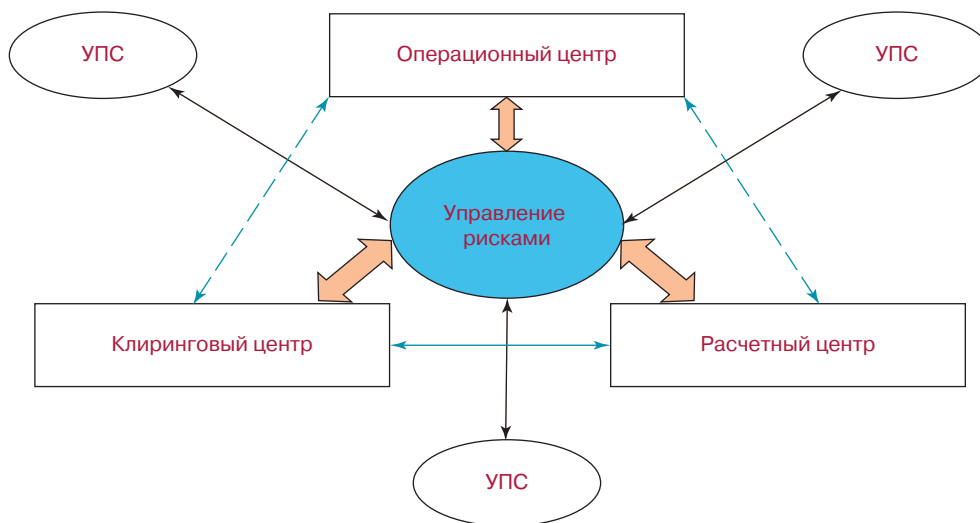 УПС
Операционный центр
УПС
Управление
рисками
Клиринговый центр
Расчетный центр
УПС